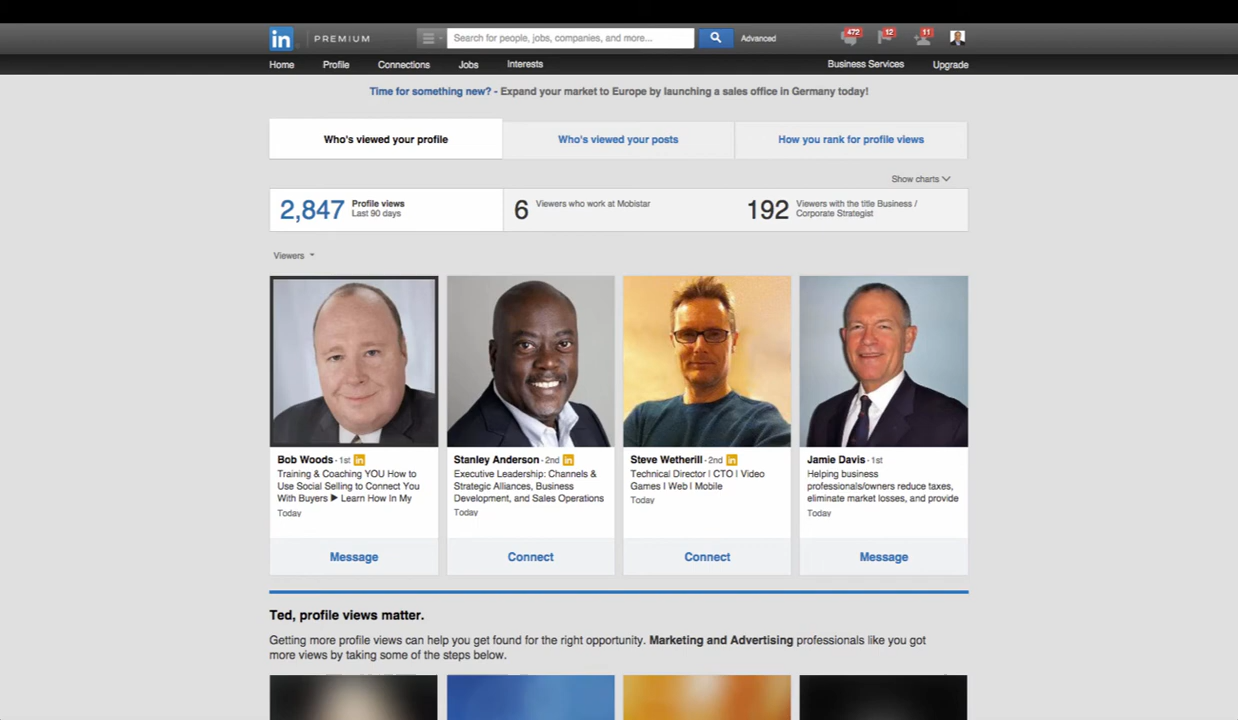 in PREMIUM Search for people, jobs, companies, and more... Advanced 472 12 11
Home Profile Connections Jobs Interests Business Services Upgrade
Time for something new? - Expand your market to Europe by launching a sales office in Germany today!
Who's viewed your profile Who's viewed your posts How you rank for profile views
Show charts
2,847 Profile views
Last 90 days
6 Viewers who work at Mobistar
192 Viewers with the title Business /
Corporate Strategist
Viewers
Bob Woods - 1st in
Training & Coaching YOU How to
Use Social Selling to Connect You
With Buyers ▶ Learn How In My
Today
Message
Stanley Anderson - 2nd in
Executive Leadership: Channels &
Strategic Alliances, Business
Development, and Sales Operations
Today
Connect
Steve Wetherill - 2nd in
Technical Director | CTO | Video
Games | Web | Mobile
Today
Connect
Jamie Davis - 1st
Helping business
professionals/owners reduce taxes,
eliminate market losses, and provide
Today
Message
Ted, profile views matter.
Getting more profile views can help you get found for the right opportunity. Marketing and Advertising professionals like you got
more views by taking some of the steps below.